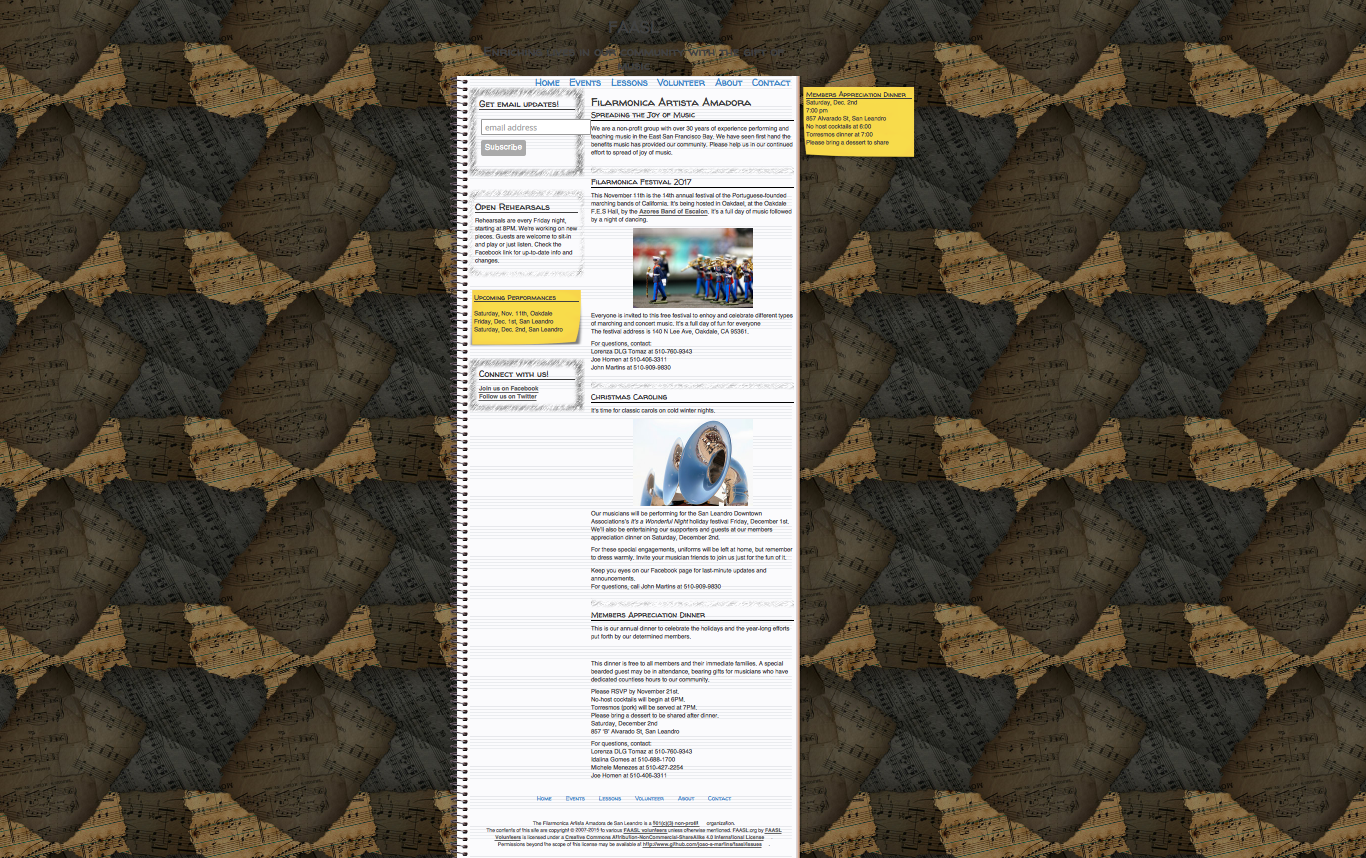 FAASL
Enriching life in our community with the gift of
Home Events Lessons Volunteer About Contact
Get email updates!
email address
Subscribe
Open Rehearsals
Rehearsals are every Friday night,
starting at 8PM. We're working on new
pieces. Guests are welcome to sit-in
and play or just listen. Check the
Facebook link for up-to-date info and
changes.
Upcoming Performances
Saturday, Nov. 11th, Oakdale
Friday, Dec. 1st, San Leandro
Saturday, Dec. 2nd, San Leandro
Connect with us!
Join us on Facebook
Follow us on Twitter
Filarmonica Artista Amadora
Spreading the Joy of Music
We are a non-profit group with over 30 years of experience performing and
teaching music in the East San Francisco Bay. We have seen first hand the
benefits music has provided our community. Please help us in our continued
effort to spread of joy of music.
Filarmonica Festival 2017
This November 11th is the 14th annual festival of the Portuguese-founded
marching bands of California. It's being hosted in Oakdael, at the Oakdale
F.E.S Hall, by the Azores Band of Escalon. It's a full day of music followed
by a night of dancing.
Everyone is invited to this free festival to enhoy and celebrate different types
of marching and concert music. It's a full day of fun for everyone
The festival address is 140 N Lee Ave, Oakdale, CA 95361.
For questions, contact:
Lorenza DLG Tomaz at 510-760-9343
Joe Homen at 510-406-3311
John Martins at 510-909-9830
Christmas Caroling
It's time for classic carols on cold winter nights.
Our musicians will be performing for the San Leandro Downtown
Associations's It's a Wonderful Night holiday festival Friday, December 1st.
We'll also be entertaining our supporters and guests at our members
appreciation dinner on Saturday, December 2nd.
For these special engagements, uniforms will be left at home, but remember
to dress warmly. Invite your musician friends to join us just for the fun of it.
Keep you eyes on our Facebook page for last-minute updates and
announcements.
For questions, call John Martins at 510-909-9830
Members Appreciation Dinner
This is our annual dinner to celebrate the holidays and the year-long efforts
put forth by our determined members.
This dinner is free to all members and their immediate families. A special
bearded guest may be in attendance, bearing gifts for musicians who have
dedicated countless hours to our community.
Please RSVP by November 21st.
No-host cocktails will begin at 6PM.
Torresmos (pork) will be served at 7PM.
Please bring a dessert to be shared after dinner.
Saturday, December 2nd
857 'B' Alvarado St, San Leandro
For questions, contact:
Lorenza DLG Tomaz at 510-760-9343
Idalina Gomes at 510-688-1700
Michele Menezes at 510-427-2254
Joe Homen at 510-406-3311
Members Appreciation Dinner
Saturday, Dec. 2nd
7:00 pm
857 Alvarado St, San Leandro
No host cocktails at 6:00
Torresmos dinner at 7:00
Please bring a dessert to share
Home Events Lessons Volunteer About Contact
The Filarmonica Artista Amadora de San Leandro is a 501(c)(3) non-profit organization.
The contents of this site are copyright © 2007-2015 to various FAASL volunteers unless otherwise mentioned. FAASL.org by FAASL
Volunteers is licensed under a Creative Commons Attribution-NonCommercial-ShareAlike 4.0 International License
Permissions beyond the scope of this license may be available at http://www.github.com/joao-s-martins/faasl/issues .